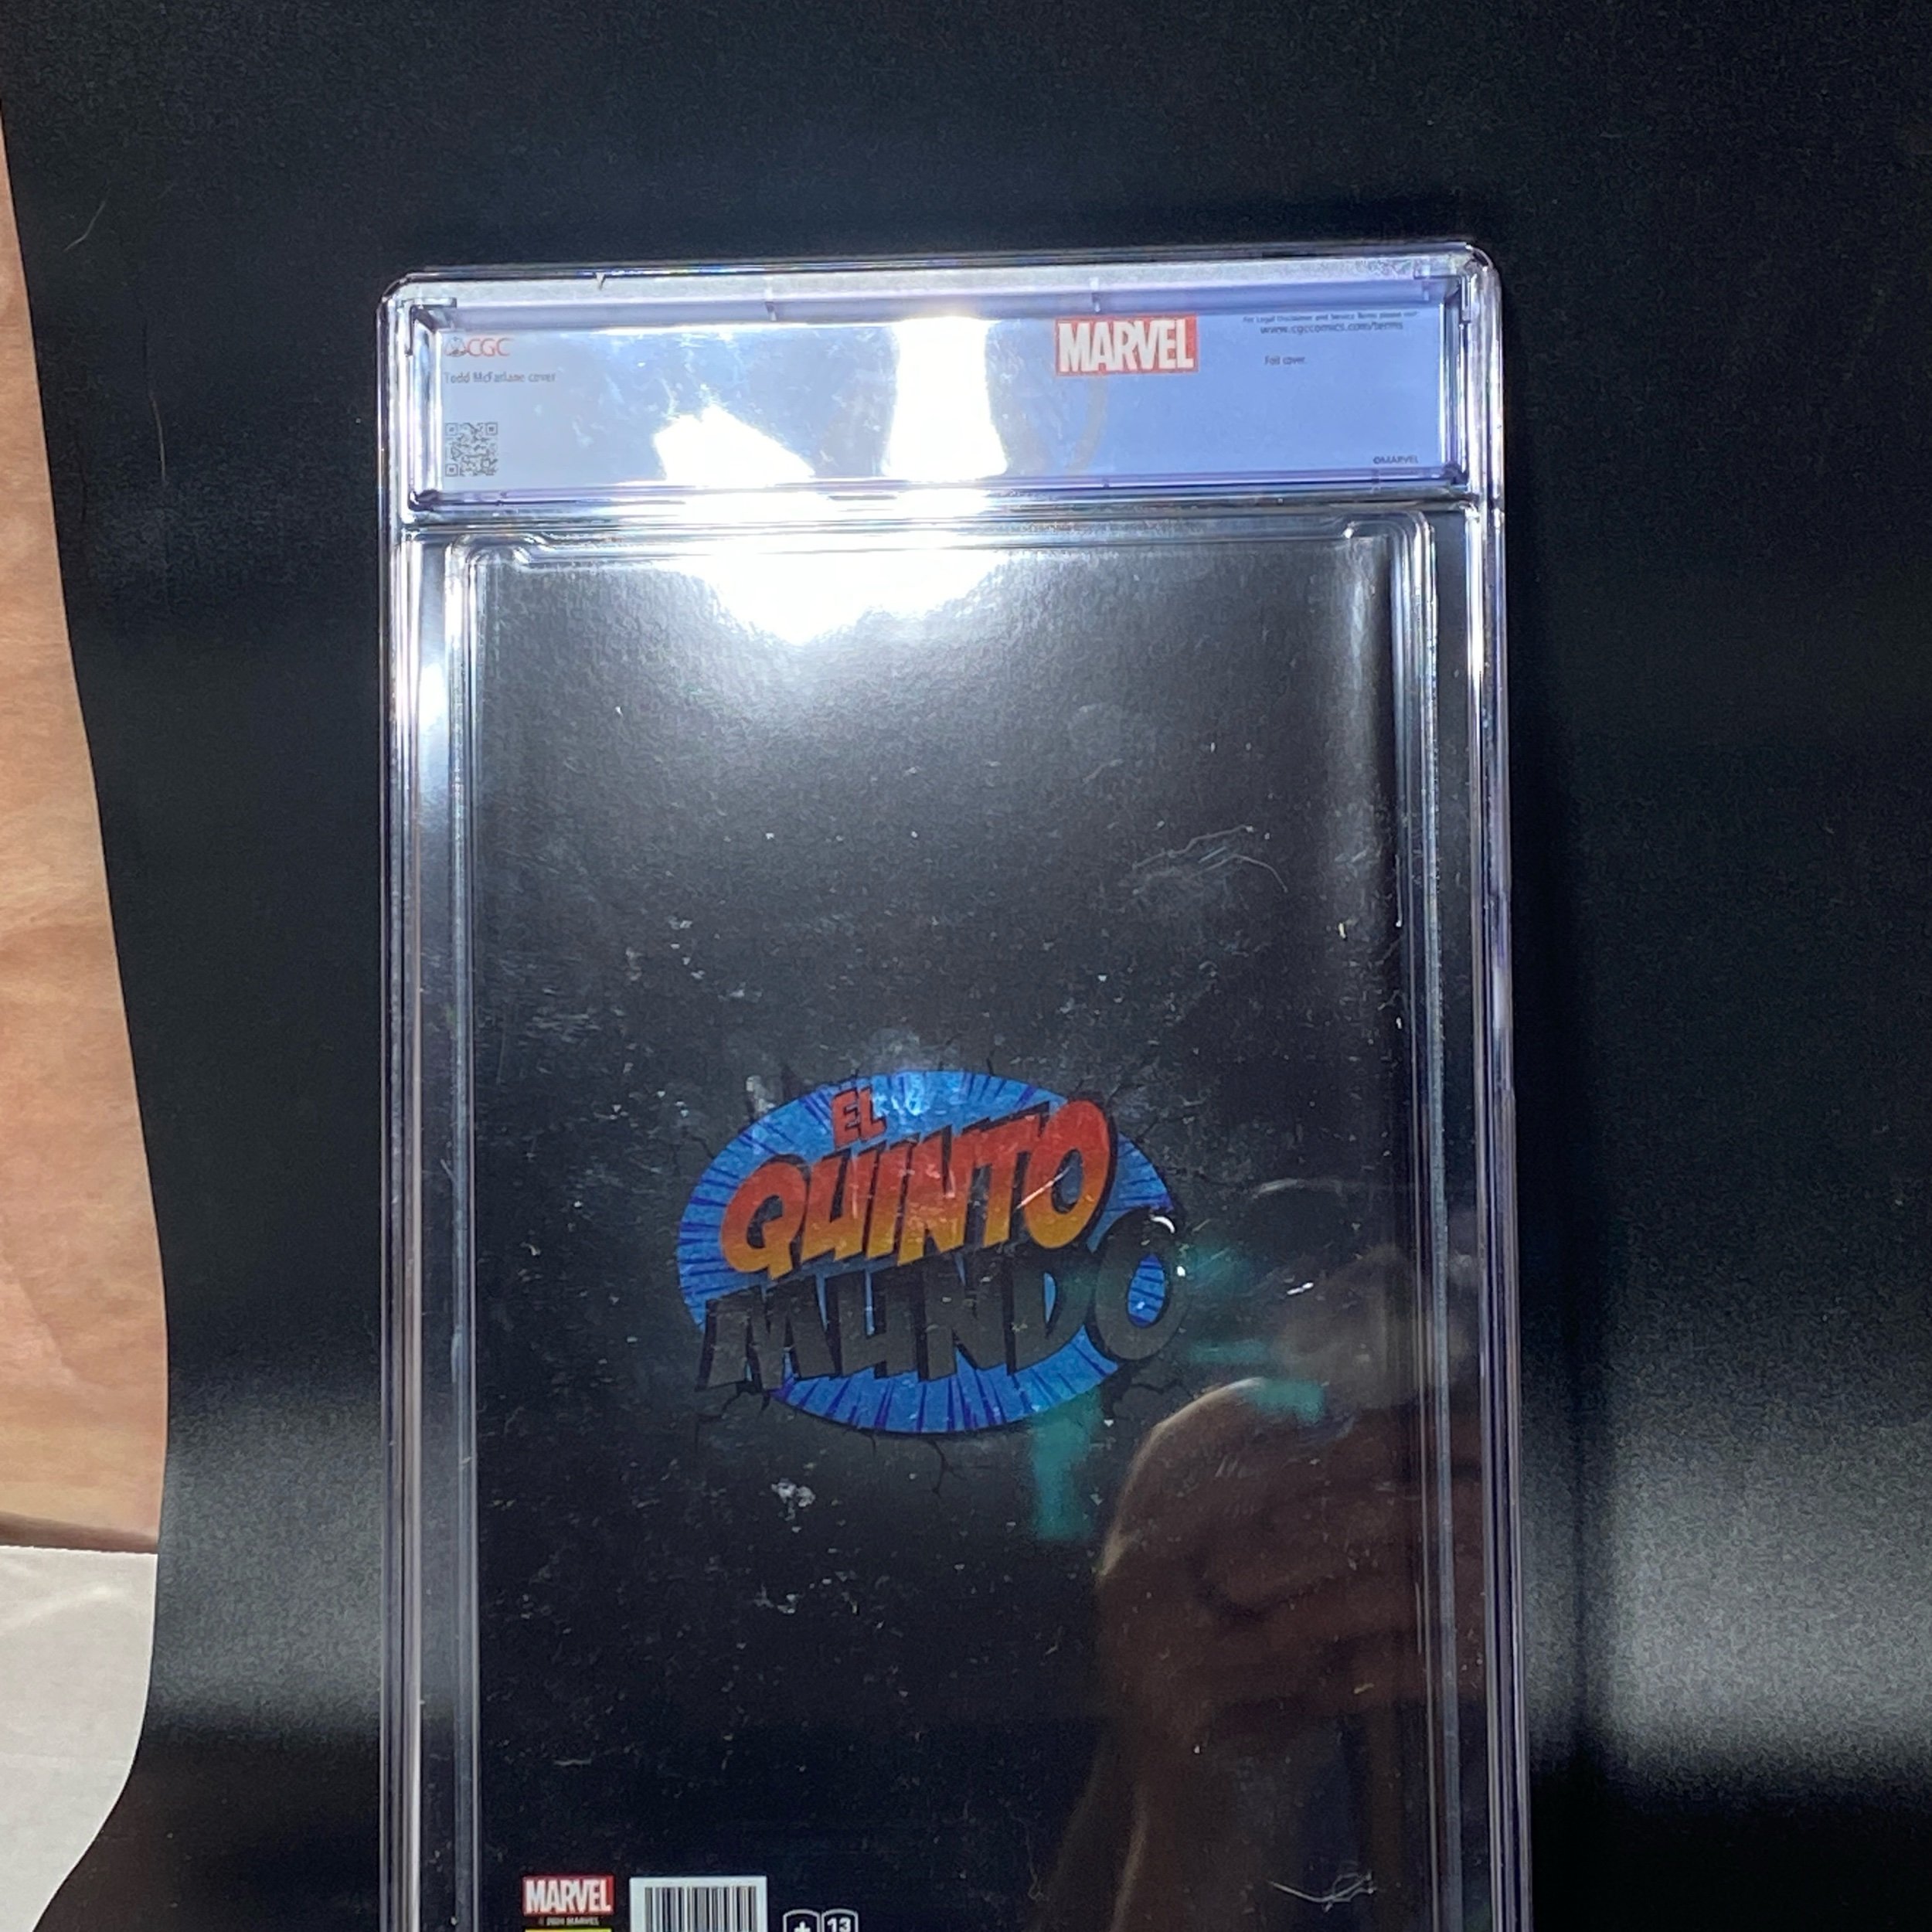 CGC
Todd McFarlane cover
MARVEL
For Legal Disclaimer and Service Terms please visit
www.cgccomics.com/terms
Foil cover.
©MARVEL
EL
QUINTO
MUNDO
MARVEL
+ 13